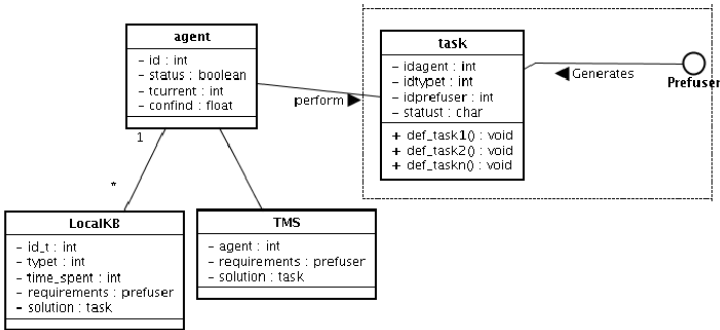 agent
- id : int
- status : boolean
- tcurrent : int
- confind : float
perform
task
- idagent : int
- idtypet : int
- idprefuser : int
- statust : char
+ def_task1() : void
+ def_task2() : void
+ def_taskn() : void
Generates
Prefuser
1
*
LocalKB
- id_t : int
- typet : int
- time_spent : int
- requirements : prefuser
- solution : task
TMS
- agent : int
- requirements : prefuser
- solution : task